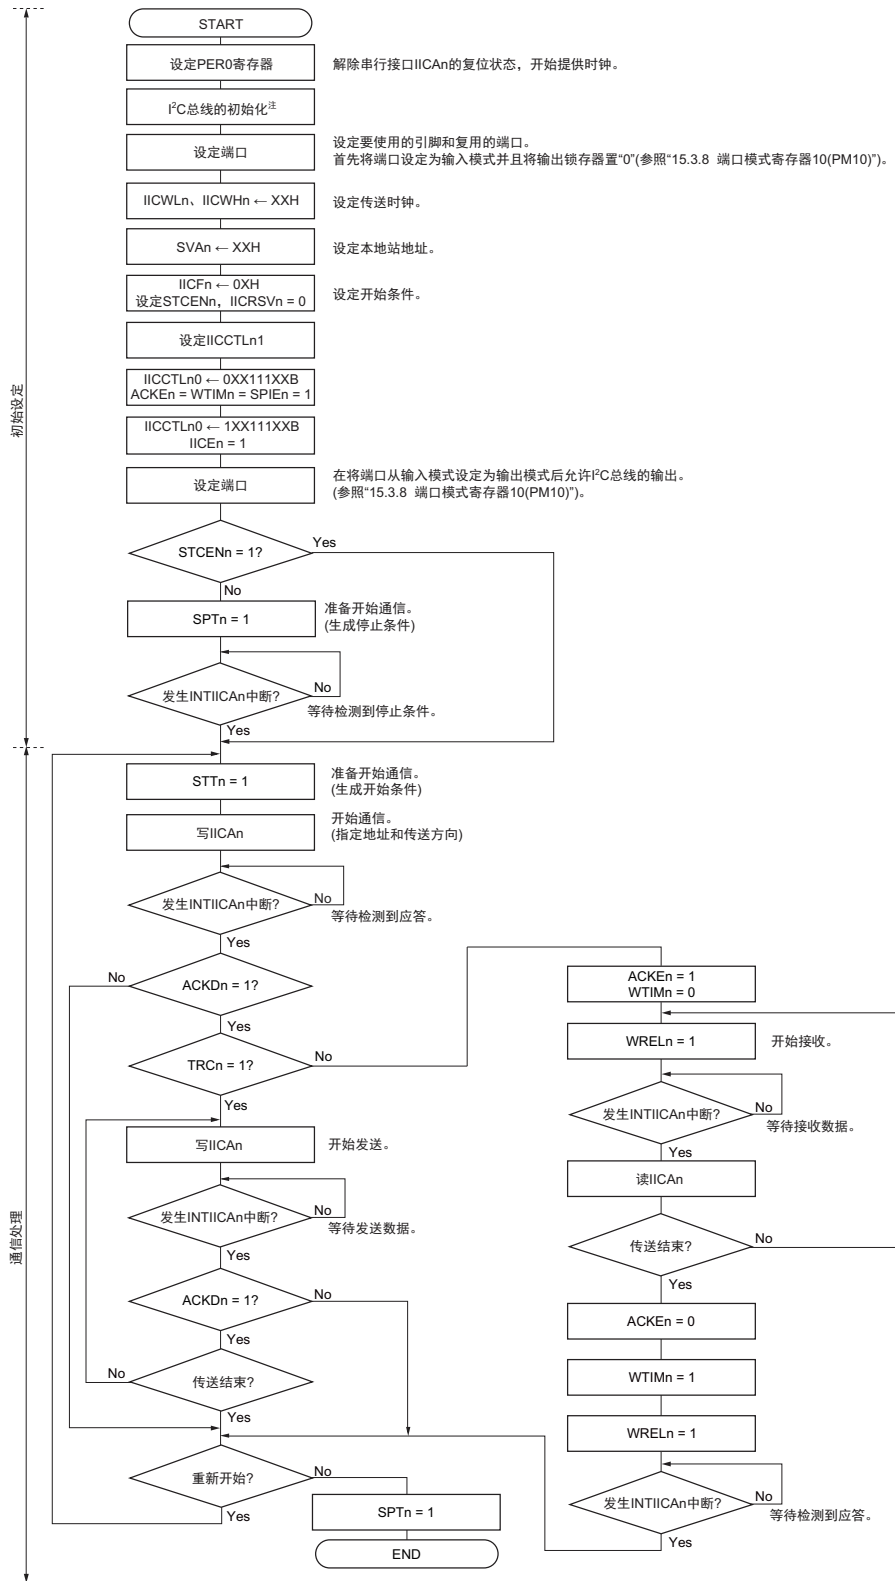 START
设定PER0寄存器
解除串行接口IICAn的复位状态，开始提供时钟。
I²C总线的初始化注
设定端口
设定要使用的引脚和复用的端口。
首先将端口设定为输入模式并且将输出锁存器置“0”(参照“15.3.8 端口模式寄存器10(PM10)”)。
IICWLn、IICWHn ← XXH
设定传送时钟。
SVAn ← XXH
设定本地站地址。
IICFn ← 0XH
设定STCENn，IICRSVn = 0
设定开始条件。
设定IICCTLn1
IICCTLn0 ← 0XX111XXB
ACKEn = WTIMn = SPIEn = 1
IICCTLn0 ← 1XX111XXB
IICEn = 1
设定端口
在将端口从输入模式设定为输出模式后允许I²C总线的输出。
(参照“15.3.8 端口模式寄存器10(PM10)”)。
STCENn = 1?
Yes
No
SPTn = 1
准备开始通信。
(生成停止条件)
发生INTIICAn中断?
No
等待检测到停止条件。
Yes
初始设定
STTn = 1
准备开始通信。
(生成开始条件)
写IICAn
开始通信。
(指定地址和传送方向)
发生INTIICAn中断?
No
等待检测到应答。
Yes
ACKDn = 1?
No
Yes
TRCn = 1?
No
Yes
写IICAn
开始发送。
发生INTIICAn中断?
No
等待发送数据。
Yes
ACKDn = 1?
No
Yes
传送结束?
No
Yes
重新开始?
No
Yes
SPTn = 1
END
通信处理
ACKEn = 1
WTIMn = 0
WRELn = 1
开始接收。
发生INTIICAn中断?
No
等待接收数据。
Yes
读IICAn
传送结束?
No
Yes
ACKEn = 0
WTIMn = 1
WRELn = 1
发生INTIICAn中断?
No
等待检测到应答。
Yes